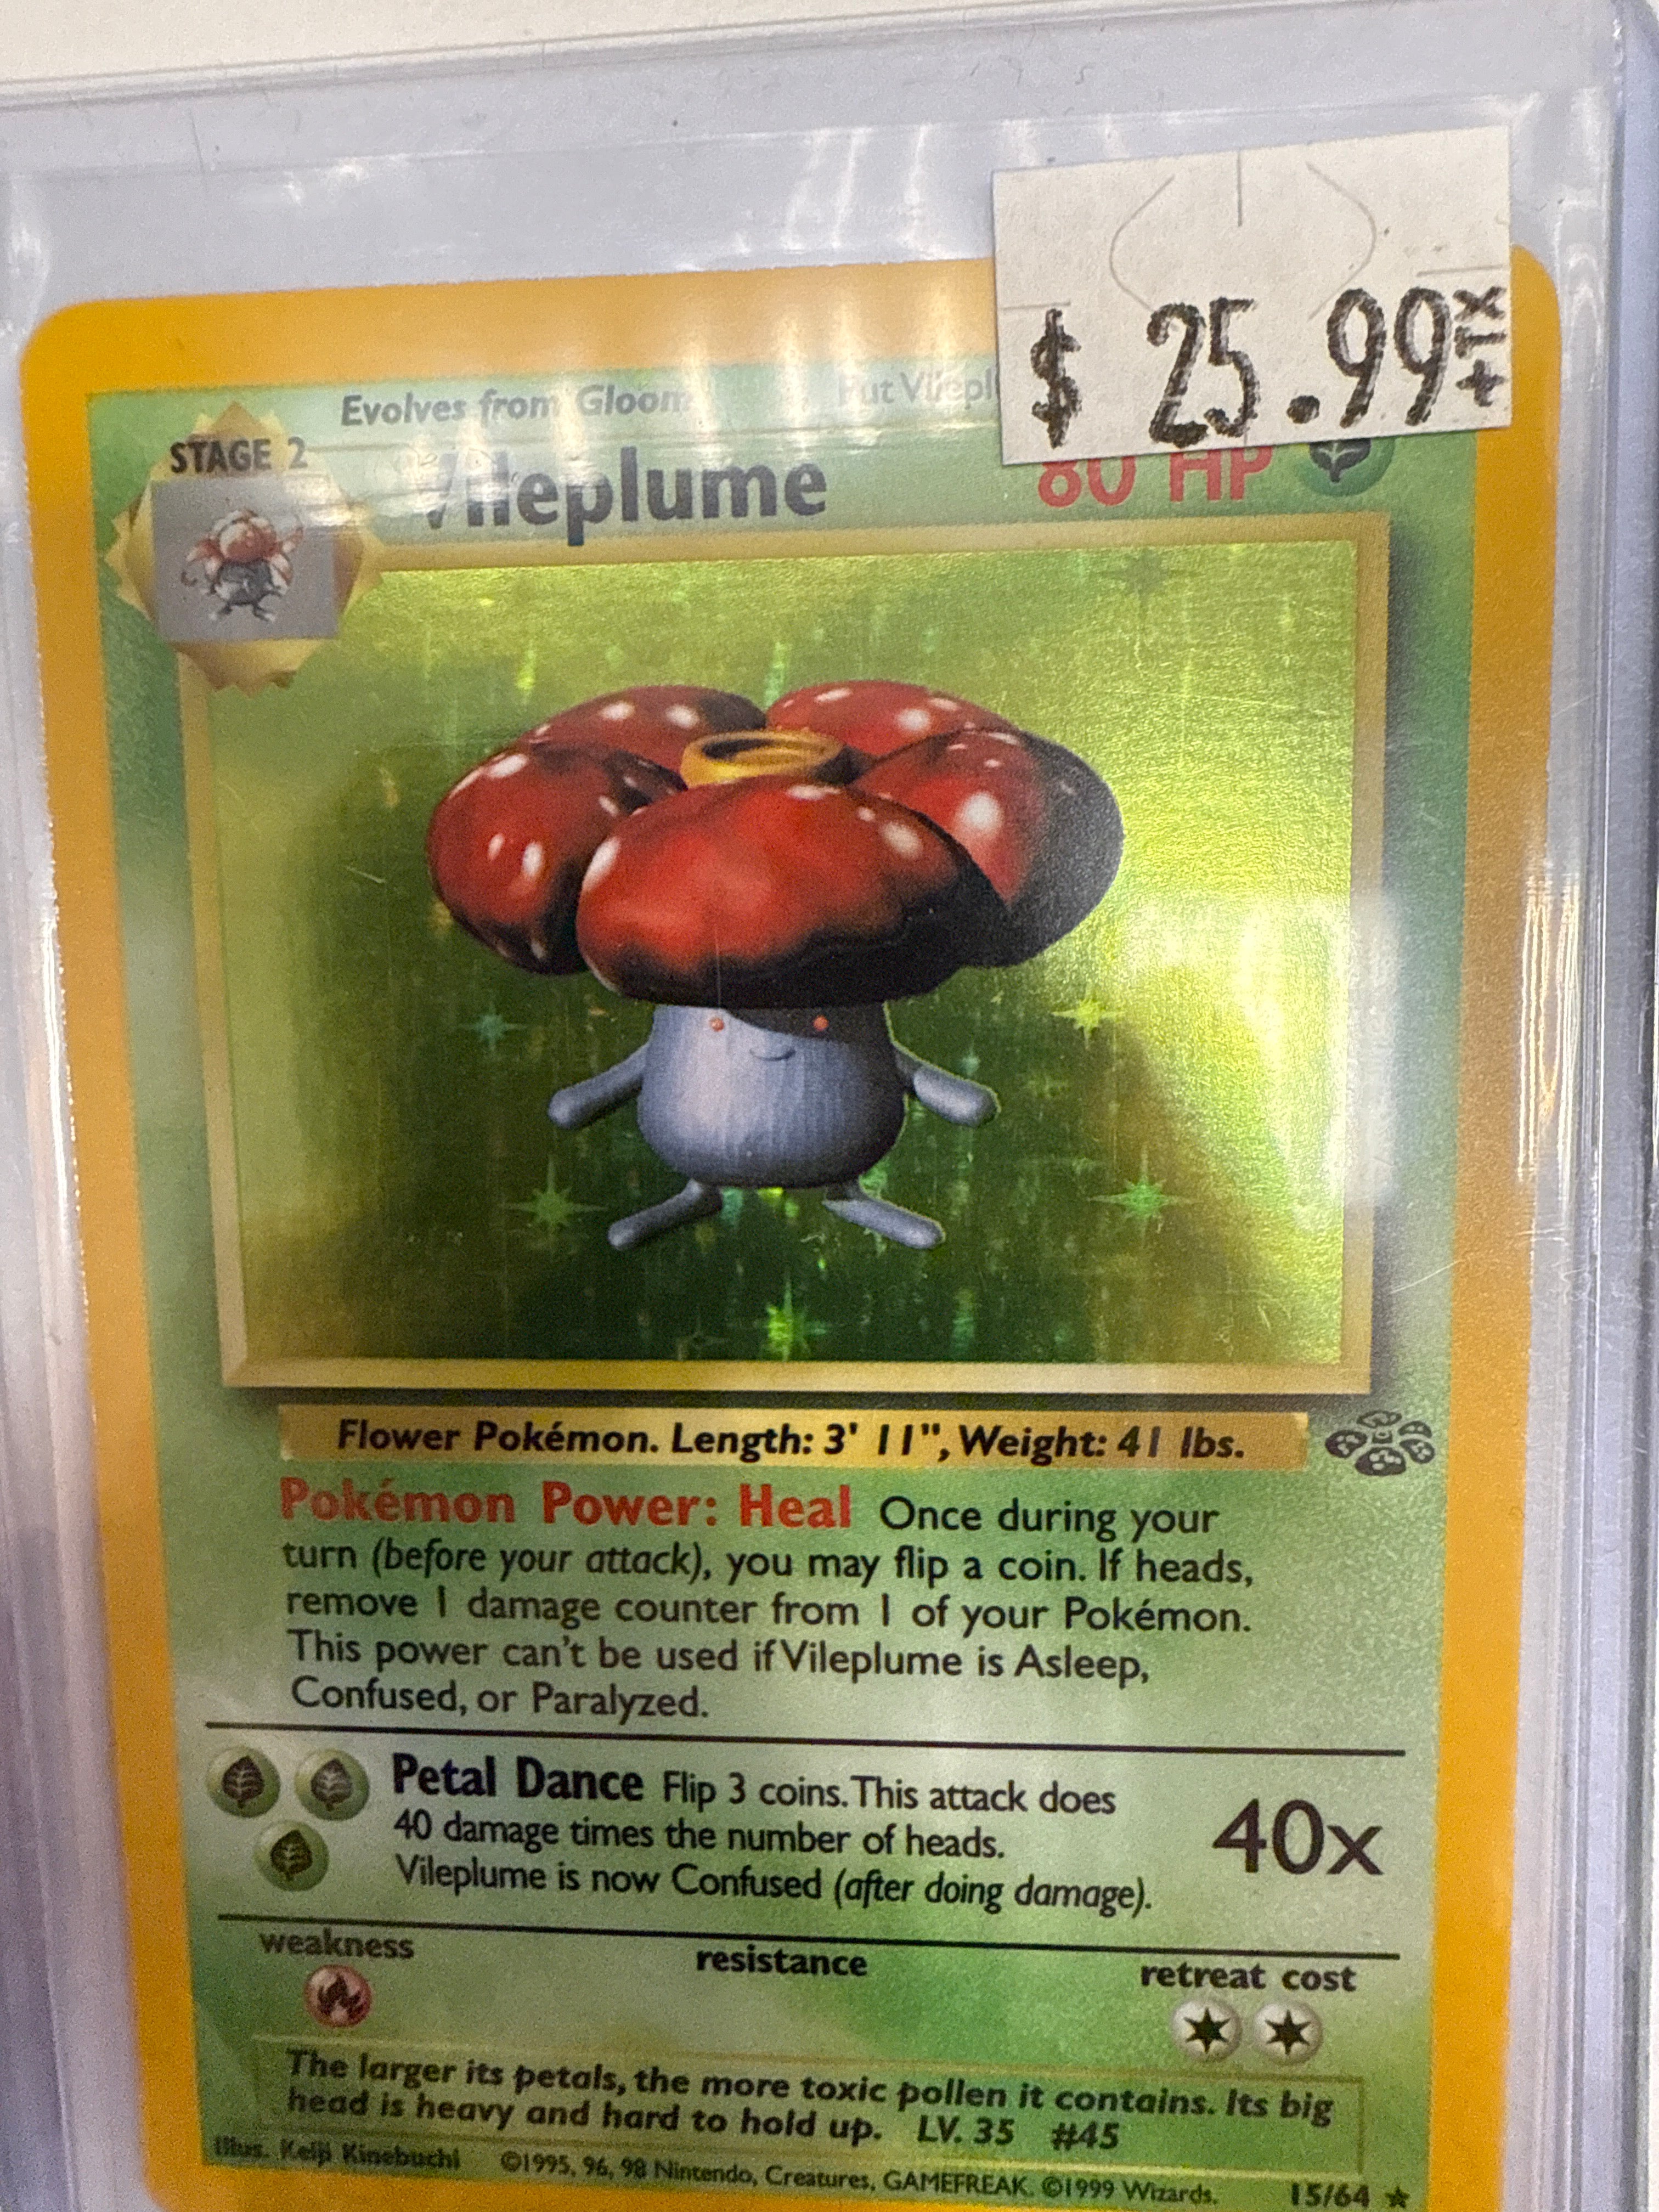 $ 25.99 +TX
Evolves from Gloom Put Vilepl
STAGE 2
Vileplume 80 HP
Flower Pokémon. Length: 3' 11", Weight: 41 lbs.
Pokémon Power: Heal Once during your
turn (before your attack), you may flip a coin. If heads,
remove 1 damage counter from 1 of your Pokémon.
This power can't be used if Vileplume is Asleep,
Confused, or Paralyzed.
Petal Dance Flip 3 coins. This attack does
40 damage times the number of heads.
Vileplume is now Confused (after doing damage).
40x
weakness resistance retreat cost
The larger its petals, the more toxic pollen it contains. Its big
head is heavy and hard to hold up. LV. 35 #45
Illus. Keiji Kinebuchi ©1995, 96, 98 Nintendo, Creatures, GAMEFREAK. ©1999 Wizards. 15/64 ★